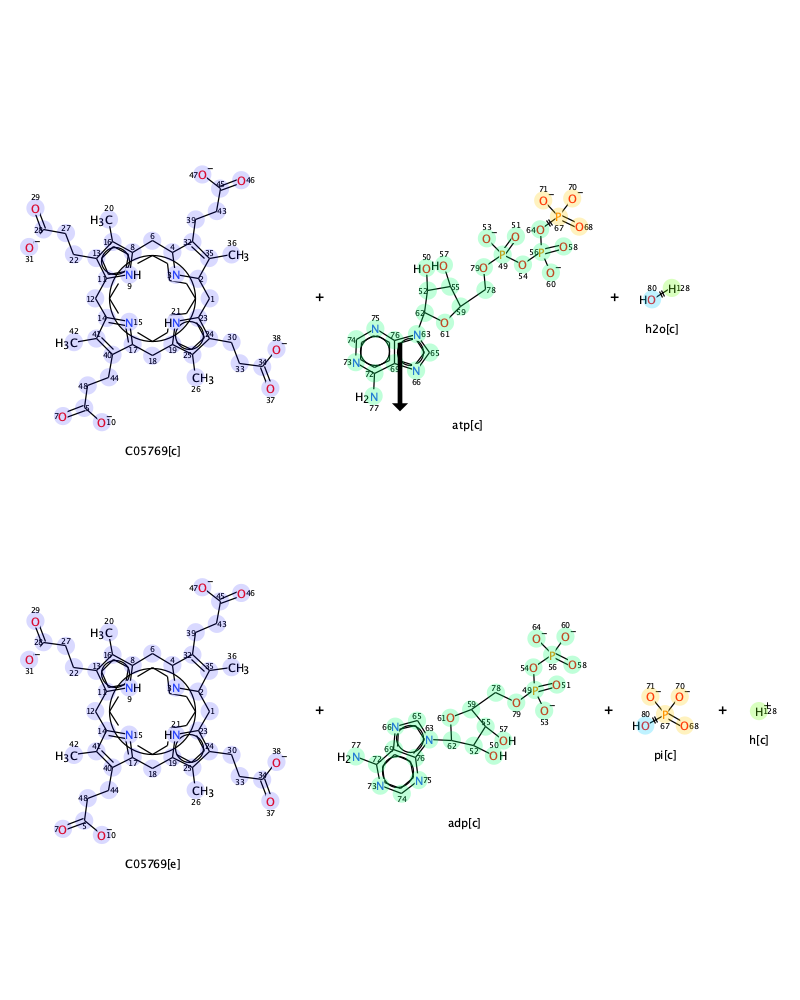 47 O⁻ 45 O 46
29 O 20 H₃C 39 43
28 27 16 8 6 4 32 35 36 CH₃
O⁻ 31 22 13 NH 9 N 3 2
11
12 1
14 N 15 21 HN 23
42 H₃C 41 40 17 18 19 25 24 30 38 O⁻
CH₃ 26 33 34 O 37
48 44
7 O 5 O⁻ 10
C05769[c]
+
71 O⁻ 70 O⁻
53 O⁻ 51 O 64 O P 67 O 68
50 HO 57 HO 79 O P 49 O 54 56 P O 58
O⁻ 60
52 55 78
62 O 61 59
75 N 76 N 63
74 65
73 N 72 69 N 66
H₂N 77
atp[c]
+
80 HO H 128
h2o[c]
47 O⁻ 45 O 46
29 O 20 H₃C 39 43
28 27 16 8 6 4 32 35 36 CH₃
O⁻ 31 22 13 NH 9 N 3 2
11
12 1
14 N 15 21 HN 23
42 H₃C 41 40 17 18 19 25 24 30 38 O⁻
CH₃ 26 33 34 O 37
48 44
7 O 5 O⁻ 10
C05769[e]
+
64 O⁻ 60 O⁻
54 O P 56 O 58
78 49 P O 51
59 O 79 O⁻ 53
61 O 55 57 OH
66 N 65 63 N 62 52 50 OH
77 H₂N 72 69 76
73 N N 75
74
adp[c]
+
71 O⁻ 70 O⁻
80 HO P 67 O 68
pi[c]
+
H⁺ 128
h[c]